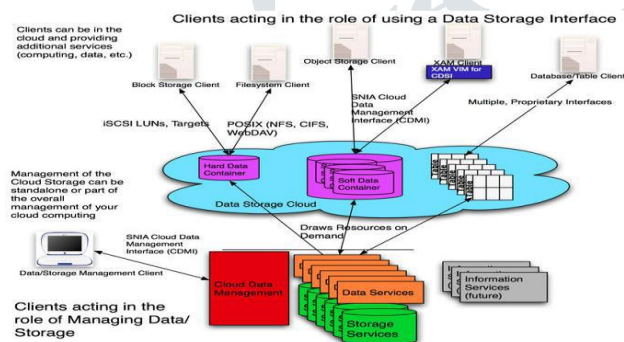 Clients acting in the role of using a Data Storage Interface
Clients can be in the
cloud and providing
additional services
(computing, data, etc.)
Block Storage Client
Filesystem Client
Object Storage Client
XAM Client
XAM VIM for
CDSI
Database/Table Client
iSCSI LUNs, Targets
POSIX (NFS, CIFS,
WebDAV)
SNIA Cloud
Data
Management
Interface (CDMI)
Multiple, Proprietary Interfaces
Hard Data
Container
Soft Data
Container
Table
Table
Table
Management of the
Cloud Storage can be
standalone or part of the
overall management of
your cloud computing
Data Storage Cloud
Draws Resources on
Demand
SNIA Cloud Data
Management
Interface (CDMI)
Data/Storage Management Client
Cloud Data
Management
Data Services
Storage
Services
Information
Services
(future)
Clients acting in the
role of Managing Data/
Storage